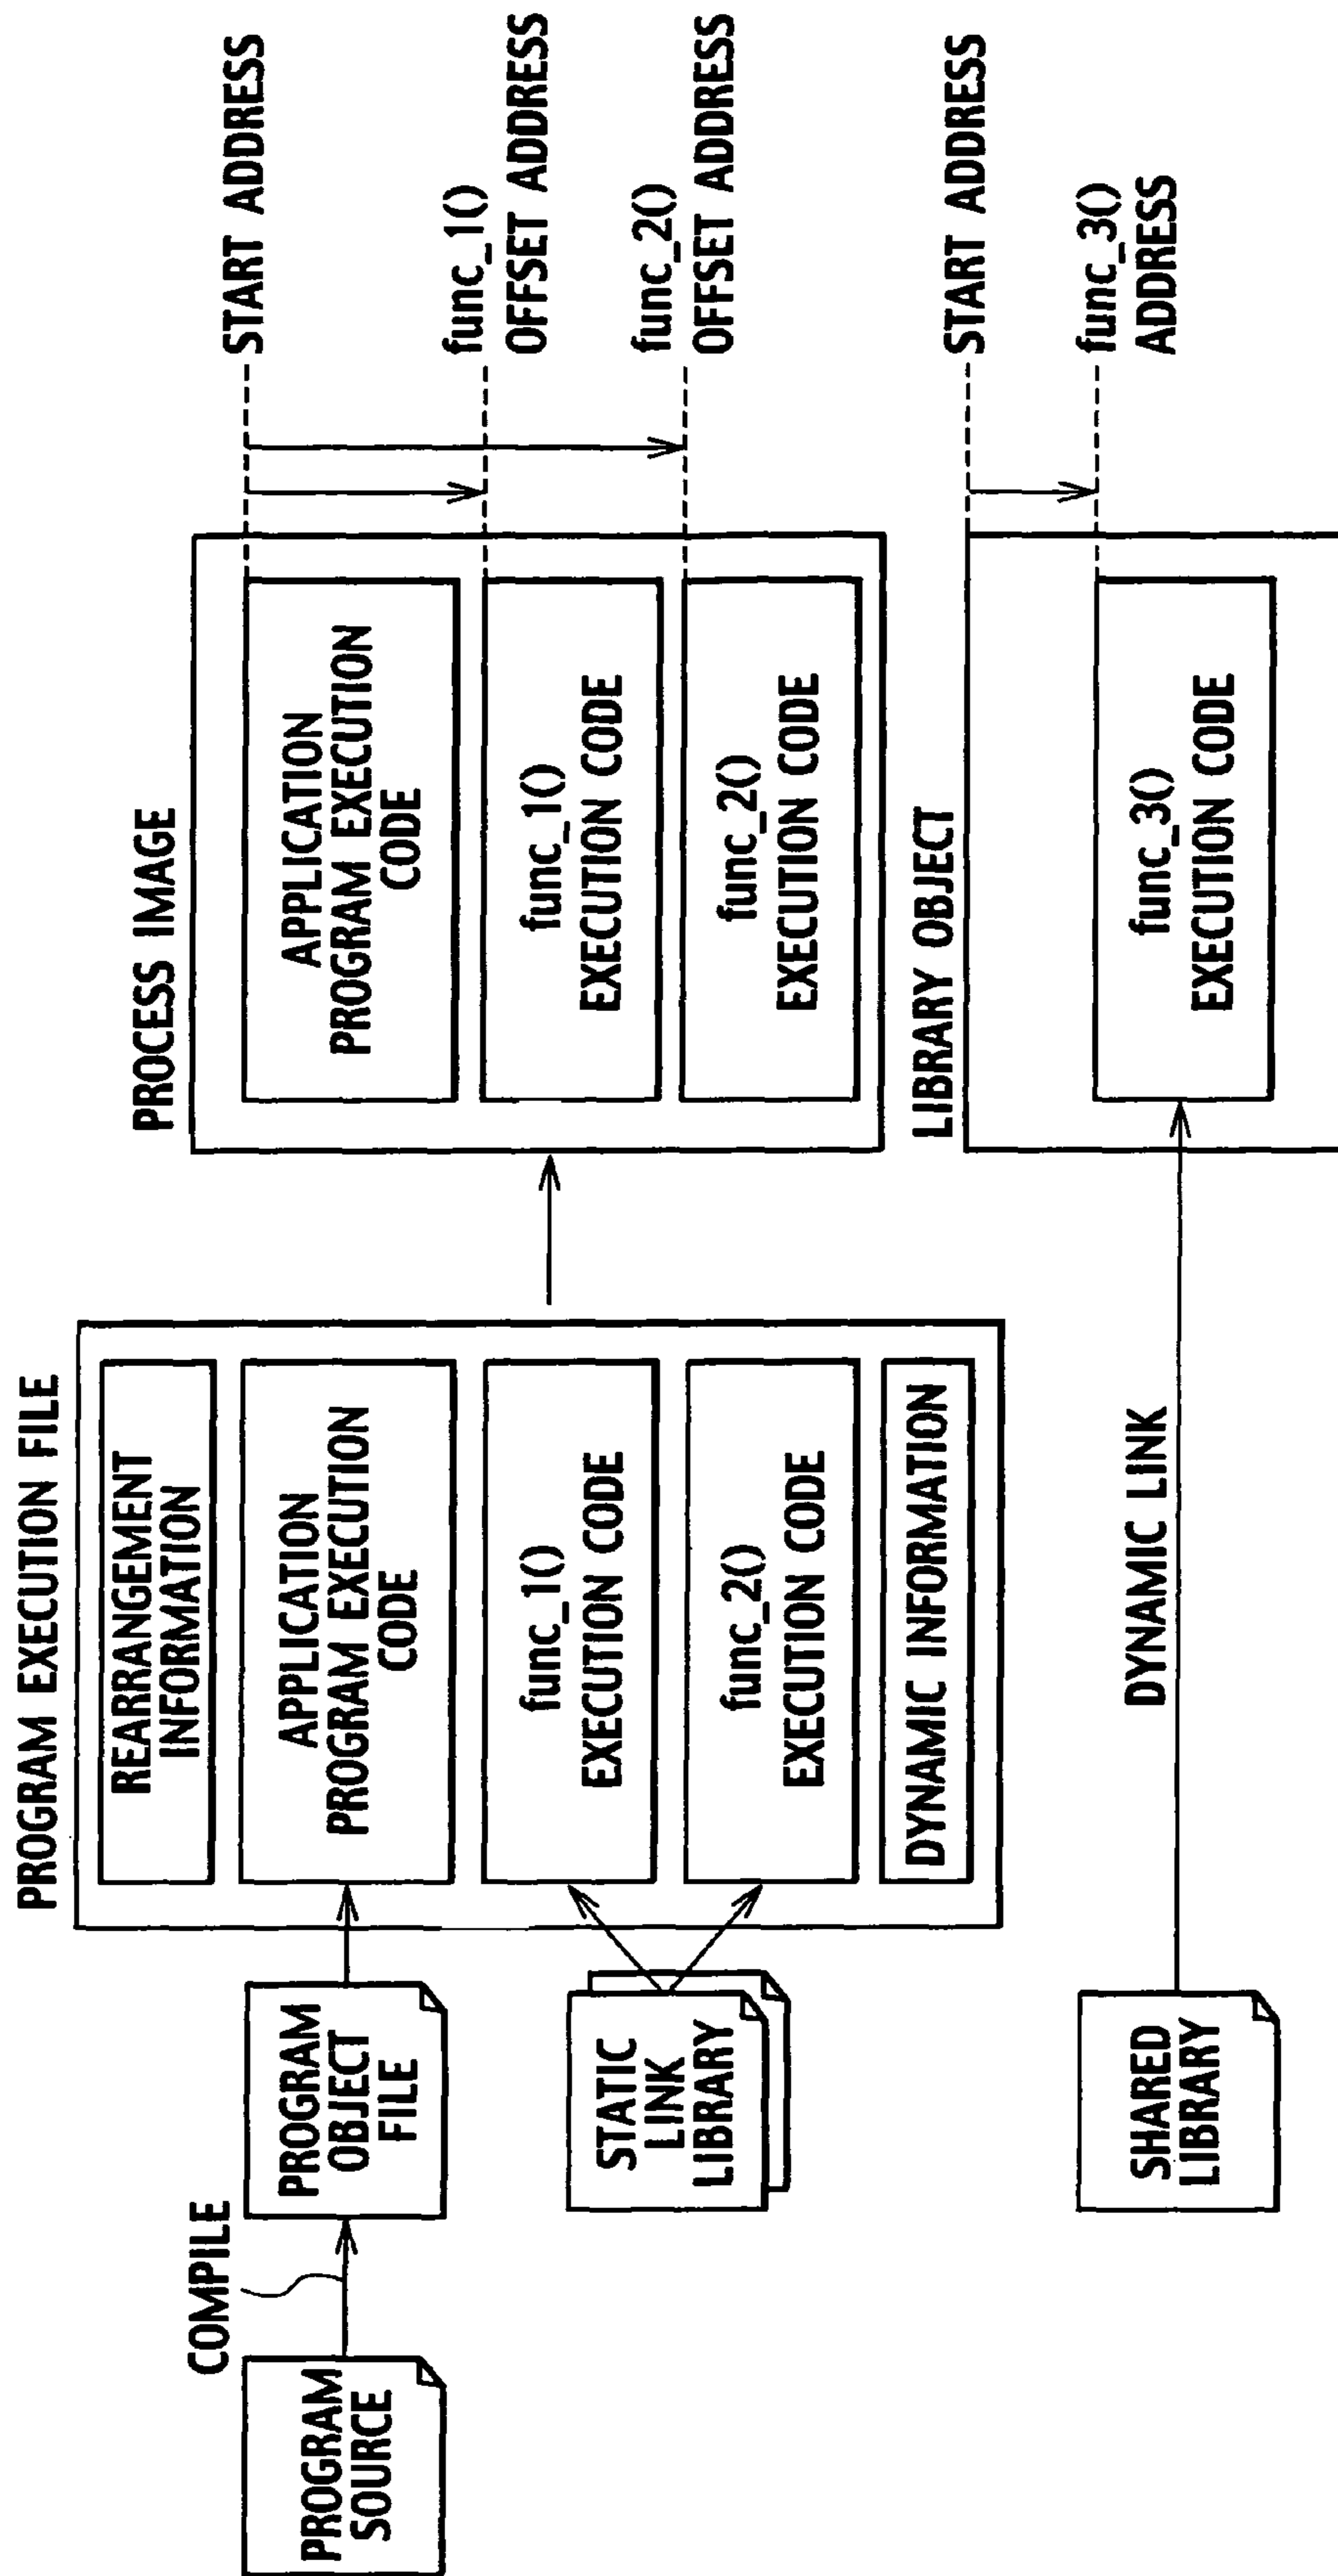 COMPILE
PROGRAM
SOURCE
PROGRAM
OBJECT
FILE
STATIC
LINK
LIBRARY
SHARED
LIBRARY
PROGRAM EXECUTION FILE
REARRANGEMENT
INFORMATION
APPLICATION
PROGRAM EXECUTION
CODE
func_1()
EXECUTION CODE
func_2()
EXECUTION CODE
DYNAMIC INFORMATION
DYNAMIC LINK
PROCESS IMAGE
APPLICATION
PROGRAM EXECUTION
CODE
func_1()
EXECUTION CODE
func_2()
EXECUTION CODE
LIBRARY OBJECT
func_3()
EXECUTION CODE
START ADDRESS
func_1()
OFFSET ADDRESS
func_2()
OFFSET ADDRESS
START ADDRESS
func_3()
ADDRESS